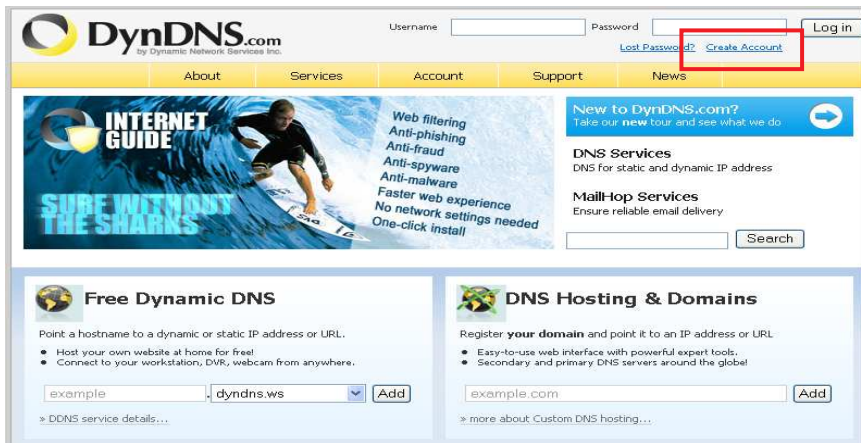 DynDNS.com
by Dynamic Network Services Inc.
Username
Password
Log in
Lost Password? Create Account
About Services Account Support News
INTERNET
GUIDE
SURF WITHOUT
THE SHARKS
Web filtering
Anti-phishing
Anti-fraud
Anti-spyware
Anti-malware
Faster web experience
No network settings needed
One-click install
New to DynDNS.com?
Take our new tour and see what we do
DNS Services
DNS for static and dynamic IP address
MailHop Services
Ensure reliable email delivery
Search
Free Dynamic DNS
Point a hostname to a dynamic or static IP address or URL.
• Host your own website at home for free!
• Connect to your workstation, DVR, webcam from anywhere.
example . dyndns.ws Add
» DDNS service details...
DNS Hosting & Domains
Register your domain and point it to an IP address or URL
• Easy-to-use web interface with powerful expert tools.
• Secondary and primary DNS servers around the globe!
example.com Add
» more about Custom DNS hosting...